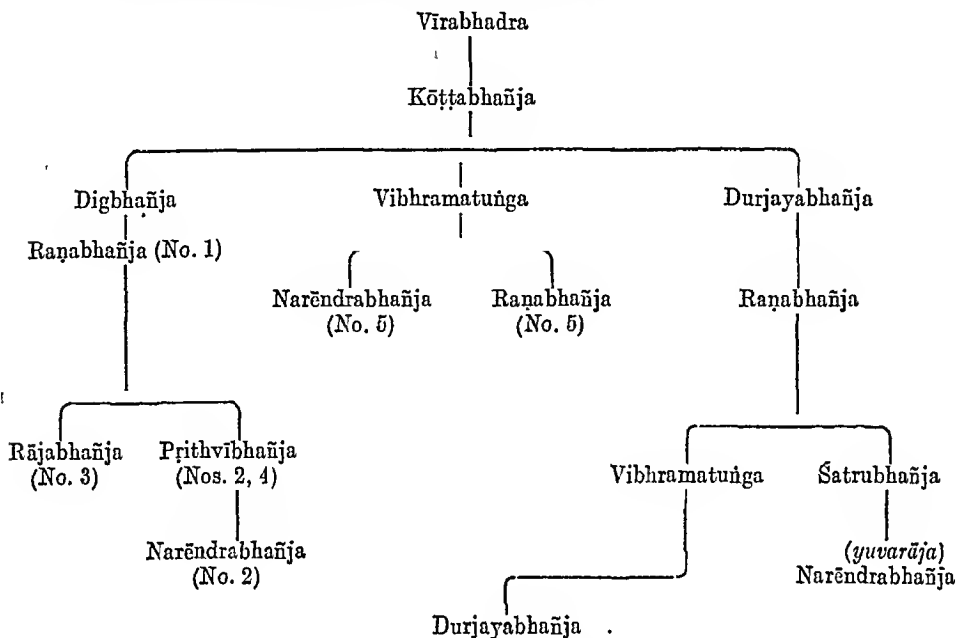 Vīrabhadra
Kōṭṭabhañja
Digbhañja Vibhramatuṅga Durjayabhañja
Raṇabhañja (No. 1)
Narēndrabhañja Raṇabhañja Raṇabhañja
(No. 5) (No. 5)
Rājabhañja Pṛithvībhañja Vibhramatuṅga Śatrubhañja
(No. 3) (Nos. 2, 4)
Narēndrabhañja (yuvarāja)
(No. 2) Narēndrabhañja
Durjayabhañja .